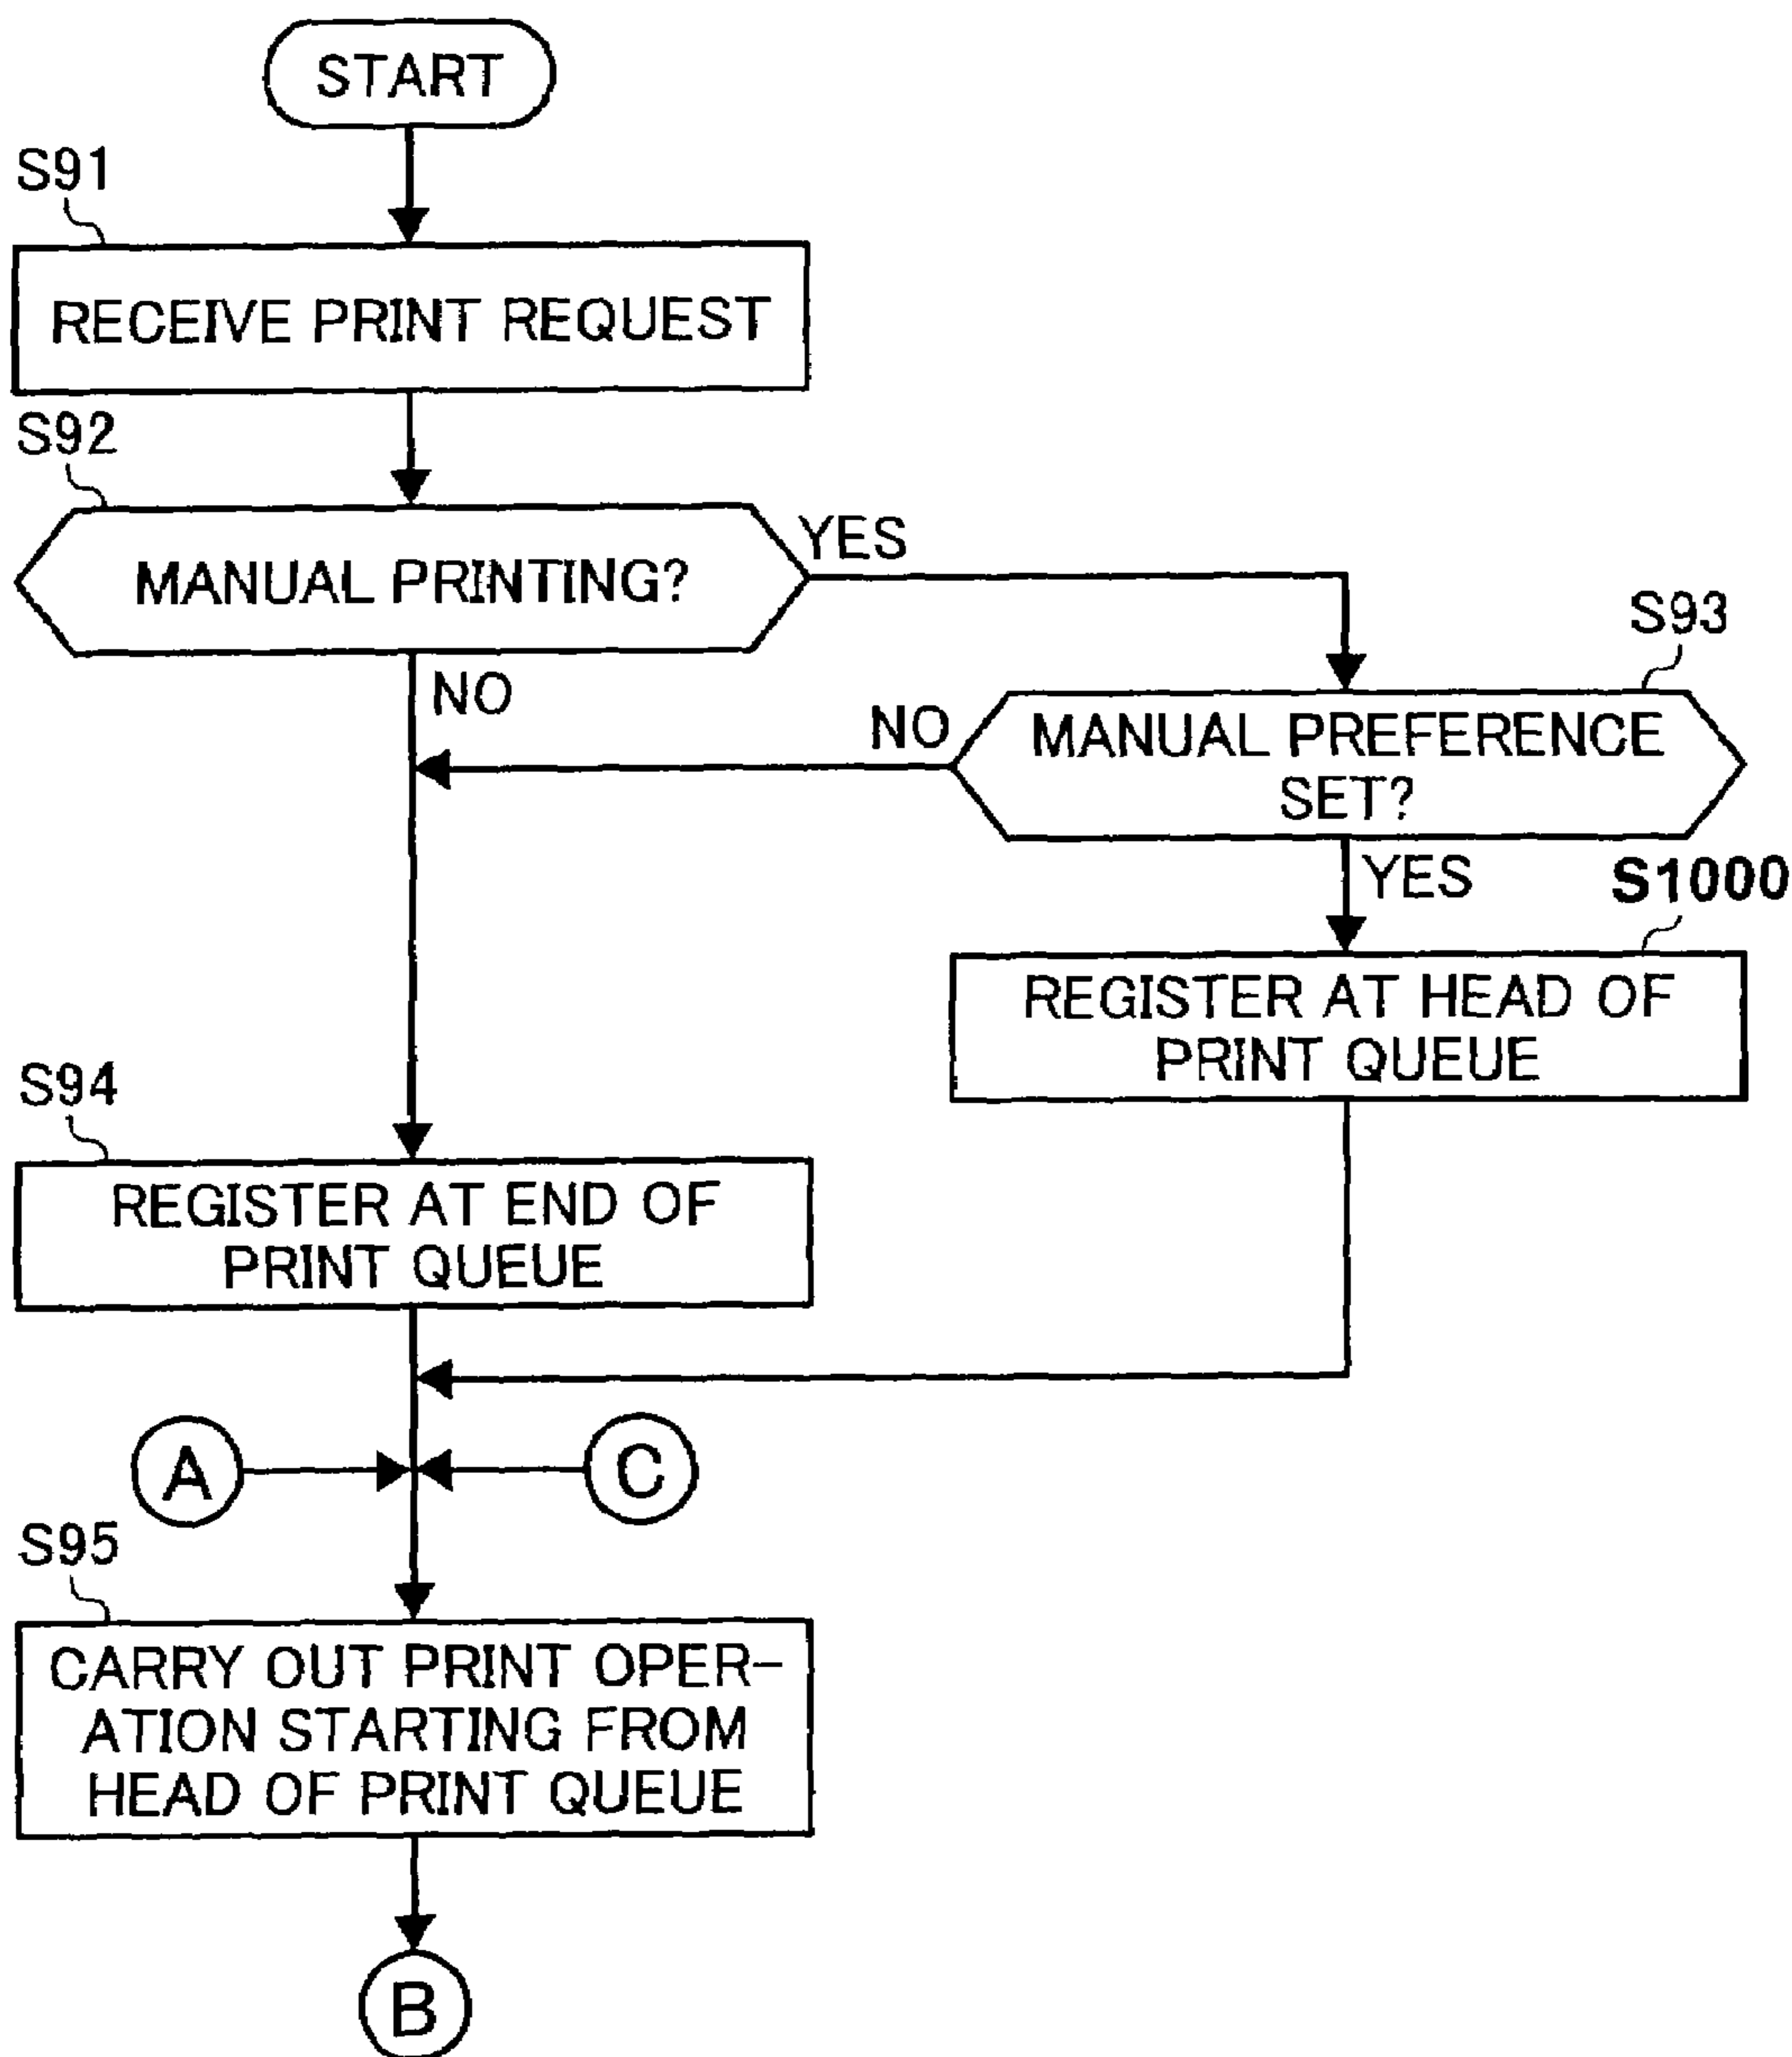 START
S91
RECEIVE PRINT REQUEST
S92
MANUAL PRINTING?
YES
NO
S93
MANUAL PREFERENCE
SET?
NO
YES
S1000
REGISTER AT HEAD OF
PRINT QUEUE
S94
REGISTER AT END OF
PRINT QUEUE
A
C
S95
CARRY OUT PRINT OPER-
ATION STARTING FROM
HEAD OF PRINT QUEUE
B